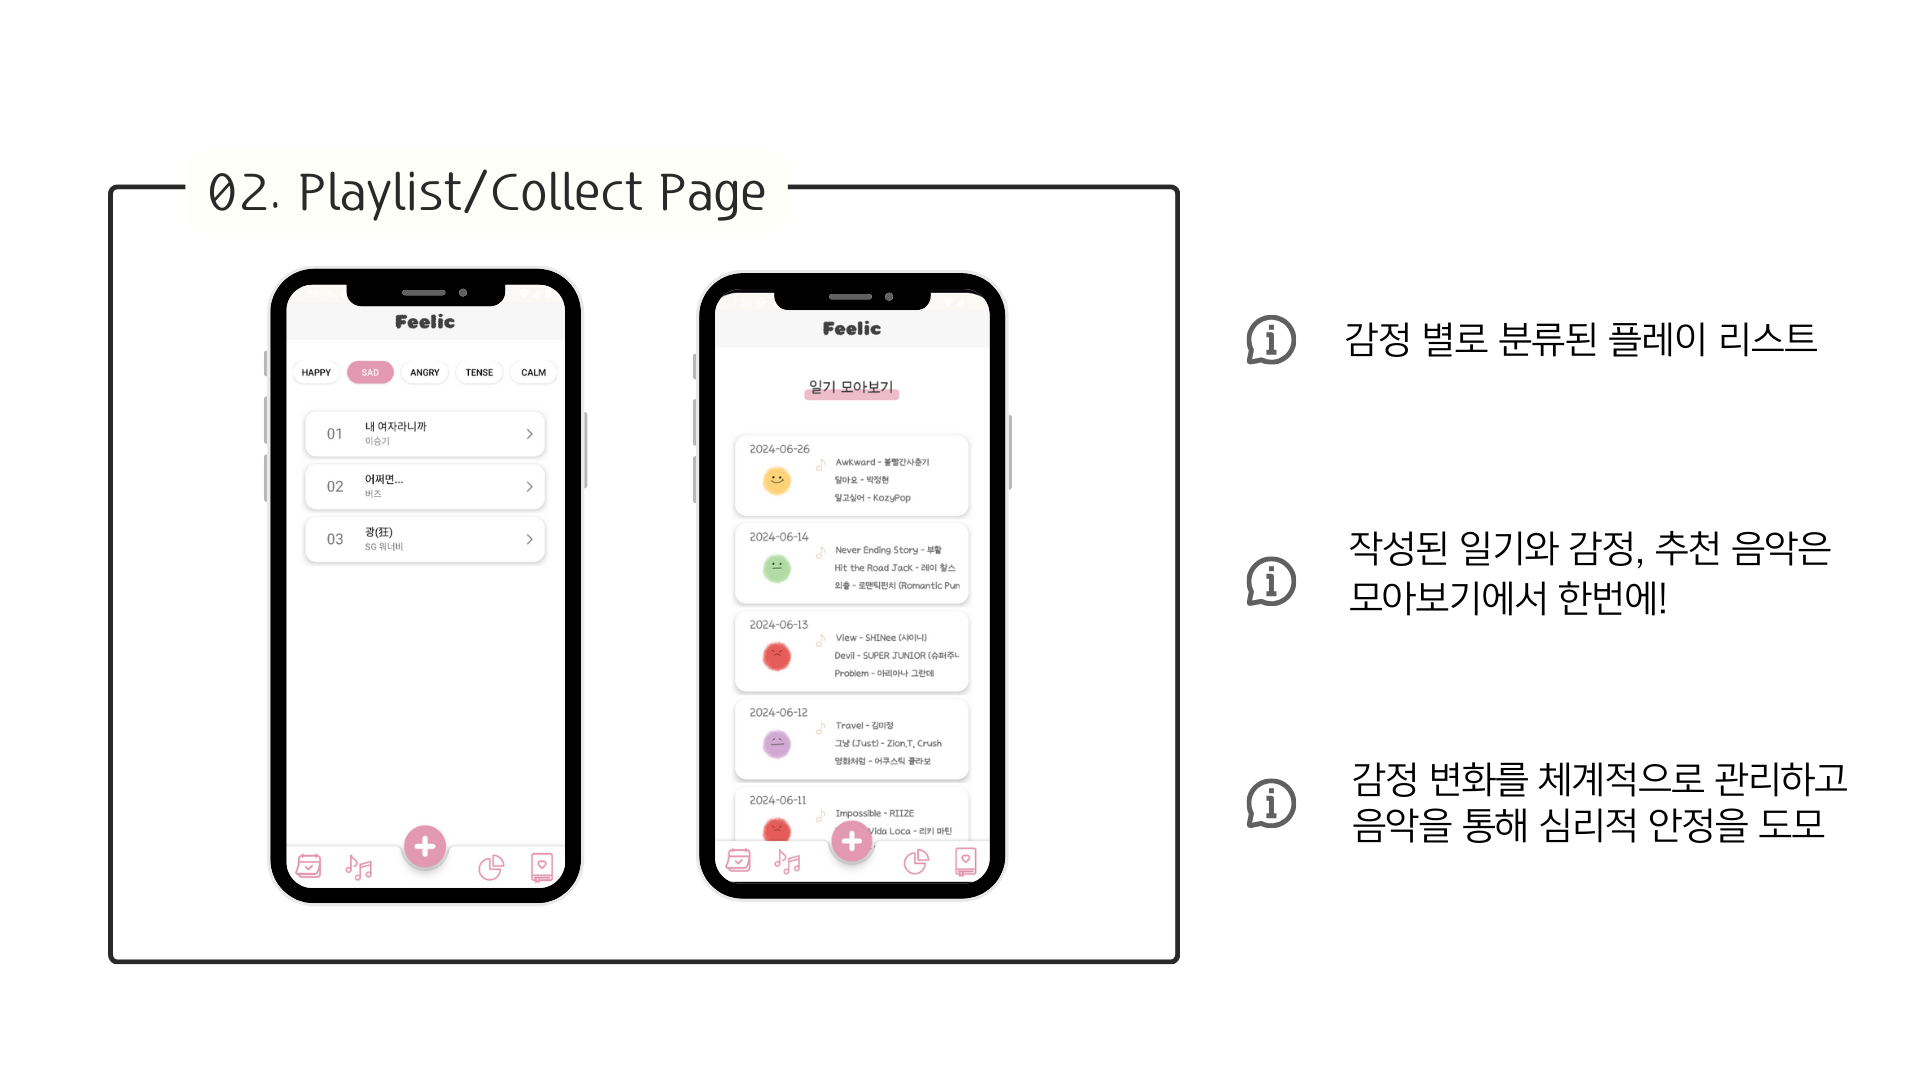 02. Playlist/Collect Page
Feelic
HAPPY
SAD
ANGRY
TENSE
CALM
01
내 여자라니까
이승기
02
어쩌면...
버즈
03
광(狂)
SG 워너비
Feelic
일기 모아보기
2024-06-26
Awkward - 볼빨간사춘기
달아요 - 박정현
알고싶어 - KozyPop
2024-06-14
Never Ending Story - 부활
Hit the Road Jack - 레이 찰스
외출 - 로맨틱펀치 (Romantic Pun
2024-06-13
View - SHINee (샤이니)
Devil - SUPER JUNIOR (슈퍼주니
Problem - 아리아나 그란데
2024-06-12
Travel - 김미정
그냥 (Just) - Zion.T, Crush
영화처럼 - 어쿠스틱 콜라보
2024-06-11
Impossible - RIIZE
Vida Loca - 리키 마틴
감정 별로 분류된 플레이 리스트
작성된 일기와 감정, 추천 음악은
모아보기에서 한번에!
감정 변화를 체계적으로 관리하고
음악을 통해 심리적 안정을 도모